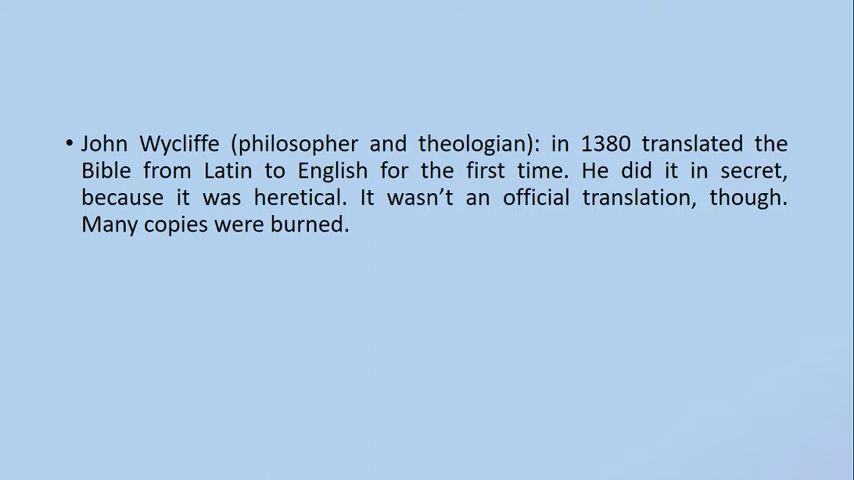 • John Wycliffe (philosopher and theologian): in 1380 translated the
Bible from Latin to English for the first time. He did it in secret,
because it was heretical. It wasn’t an official translation, though.
Many copies were burned.